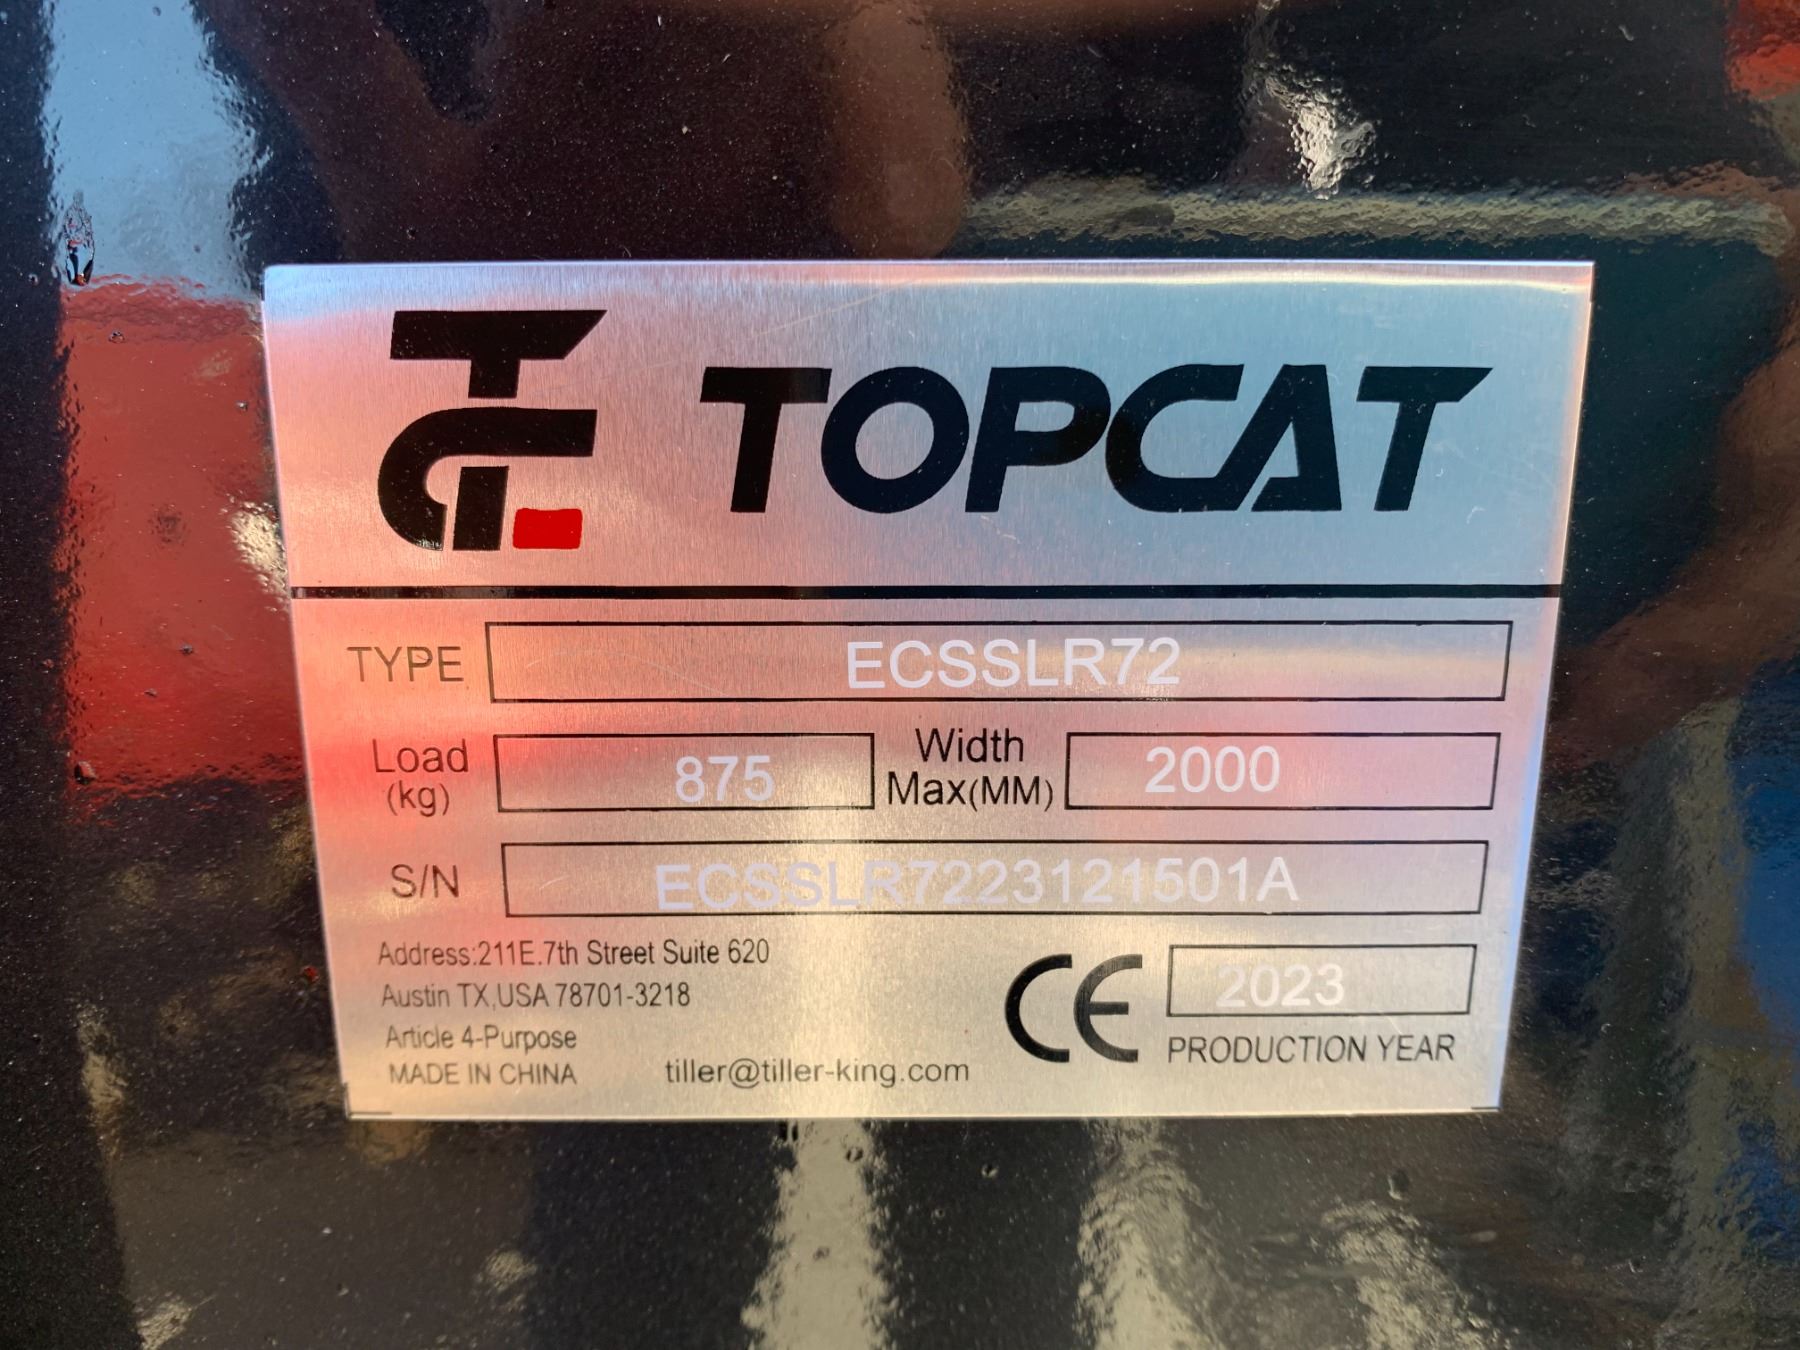 TOPCAT
TYPE ECSSLR72
Load (kg) 875 Width Max(MM) 2000
S/N ECSSLR7223121501A
Address:211E.7th Street Suite 620
Austin TX,USA 78701-3218
Article 4-Purpose
MADE IN CHINA
tiller@tiller-king.com
CE 2023
PRODUCTION YEAR